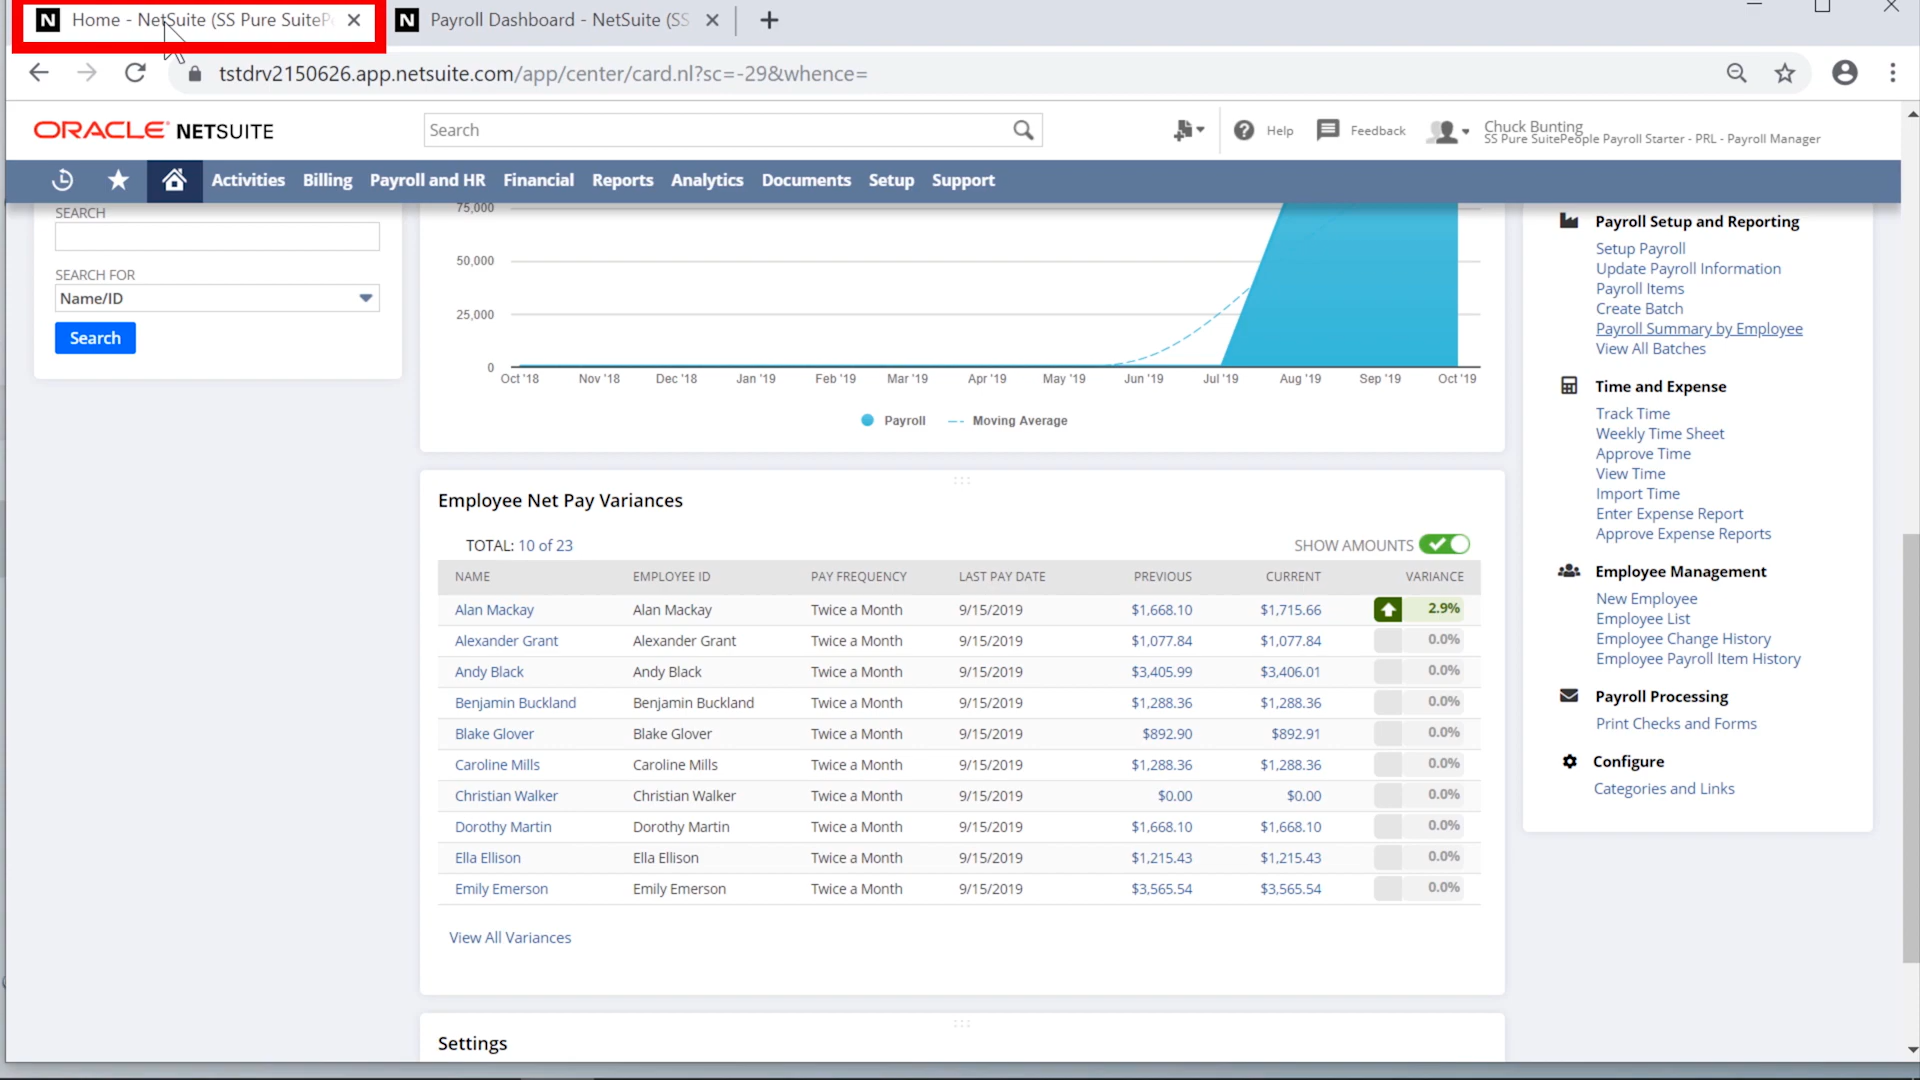 Home - NetSuite (SS Pure SuiteP
Payroll Dashboard - NetSuite (SS
tstdrv2150626.app.netsuite.com/app/center/card.nl?sc=-29&whence=
ORACLE NETSUITE
Search
Help
Feedback
Chuck Bunting
SS Pure SuitePeople Payroll Starter - PRL - Payroll Manager
Activities Billing Payroll and HR Financial Reports Analytics Documents Setup Support
SEARCH
SEARCH FOR
Name/ID
Search
75,000
50,000
25,000
0
Oct '18 Nov '18 Dec '18 Jan '19 Feb '19 Mar '19 Apr '19 May '19 Jun '19 Jul '19 Aug '19 Sep '19 Oct '19
Payroll Moving Average
Employee Net Pay Variances
TOTAL: 10 of 23
SHOW AMOUNTS
NAME EMPLOYEE ID PAY FREQUENCY LAST PAY DATE PREVIOUS CURRENT VARIANCE
Alan Mackay Alan Mackay Twice a Month 9/15/2019 $1,668.10 $1,715.66 2.9%
Alexander Grant Alexander Grant Twice a Month 9/15/2019 $1,077.84 $1,077.84 0.0%
Andy Black Andy Black Twice a Month 9/15/2019 $3,405.99 $3,406.01 0.0%
Benjamin Buckland Benjamin Buckland Twice a Month 9/15/2019 $1,288.36 $1,288.36 0.0%
Blake Glover Blake Glover Twice a Month 9/15/2019 $892.90 $892.91 0.0%
Caroline Mills Caroline Mills Twice a Month 9/15/2019 $1,288.36 $1,288.36 0.0%
Christian Walker Christian Walker Twice a Month 9/15/2019 $0.00 $0.00 0.0%
Dorothy Martin Dorothy Martin Twice a Month 9/15/2019 $1,668.10 $1,668.10 0.0%
Ella Ellison Ella Ellison Twice a Month 9/15/2019 $1,215.43 $1,215.43 0.0%
Emily Emerson Emily Emerson Twice a Month 9/15/2019 $3,565.54 $3,565.54 0.0%
View All Variances
Settings
Payroll Setup and Reporting
Setup Payroll
Update Payroll Information
Payroll Items
Create Batch
Payroll Summary by Employee
View All Batches
Time and Expense
Track Time
Weekly Time Sheet
Approve Time
View Time
Import Time
Enter Expense Report
Approve Expense Reports
Employee Management
New Employee
Employee List
Employee Change History
Employee Payroll Item History
Payroll Processing
Print Checks and Forms
Configure
Categories and Links